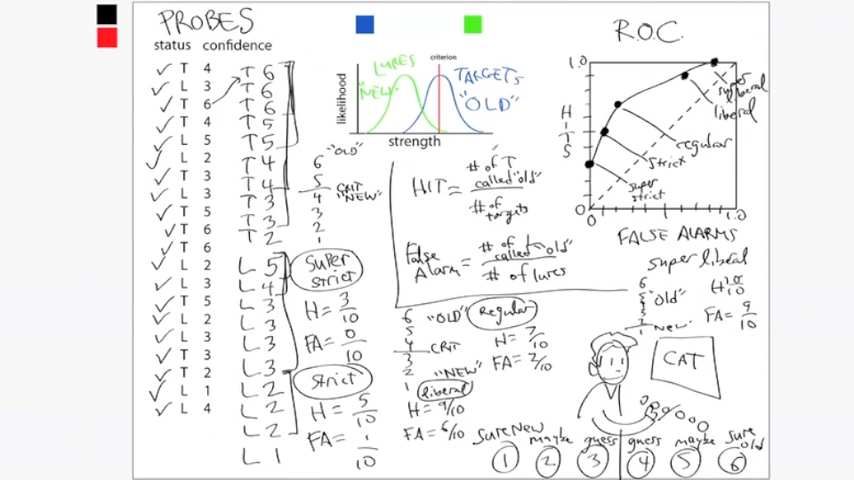 PROBES
status confidence
T 4
L 3
T 6
T 4
L 5
L 2
T 3
L 3
T 5
T 6
T 6
L 2
L 3
T 5
L 2
L 3
T 3
T 2
L 1
L 4
T 6
T 6
T 6
T 5
T 5
T 4
T 4
T 3
T 3
T 2
L 5
L 4
L 3
L 3
L 3
L 3
L 2
L 2
L 2
L 1
LURES
"NEW"
criterion
TARGETS
"OLD"
likelihood
strength
"OLD"
6
5
4 CRIT
"NEW"
3
2
1
HIT = # of T called "old" / # of targets
False Alarm = # of L called "old" / # of lures
super strict
H = 3/10
FA = 0/10
strict
H = 5/10
FA = 1/10
6 "OLD"
5
4
CRIT
3
2 "NEW"
1
regular
H = 7/10
FA = 2/10
liberal
H = 9/10
FA = 6/10
R.O.C.
1.0
HITS
super liberal
liberal
regular
strict
super strict
0
1.0
FALSE ALARMS
super liberal
6
5 "old"
4
3
2
1 new
H 10/10
FA = 9/10
CAT
sure new
maybe
guess
guess
maybe
sure old
1 2 3 4 5 6